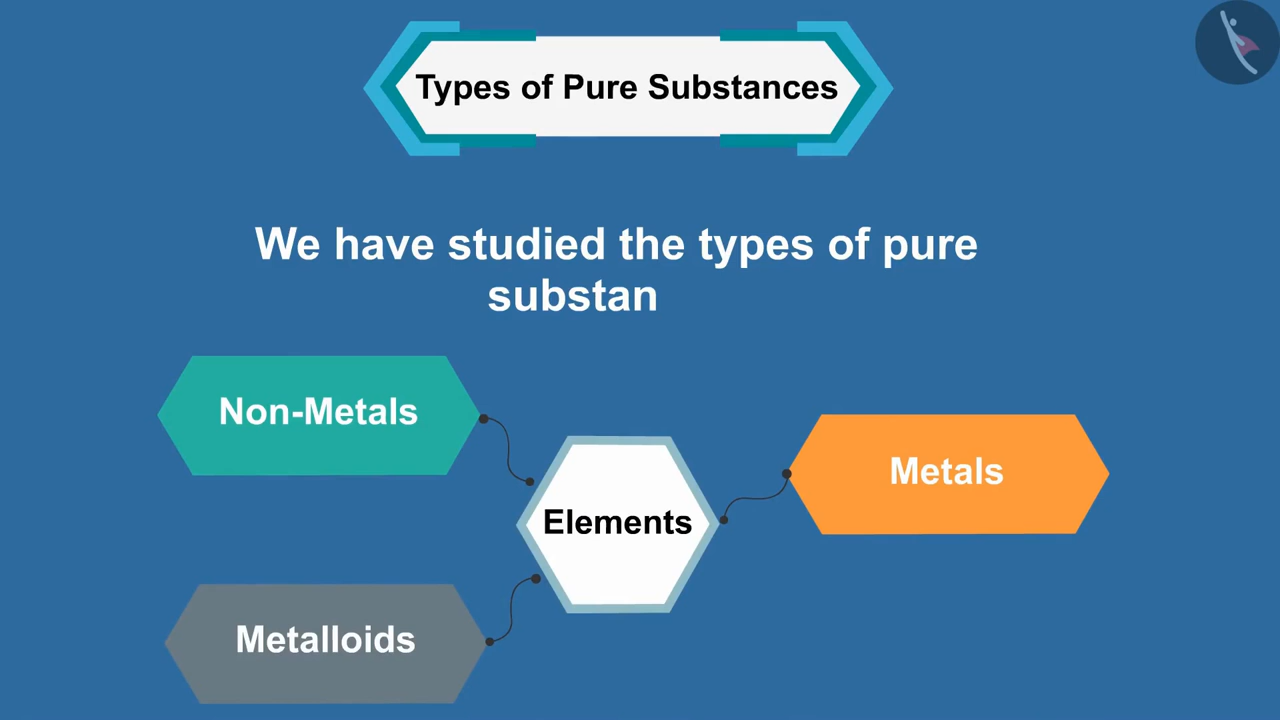 Types of Pure Substances
We have studied the types of pure
substan
Non-Metals
Metals
Elements
Metalloids